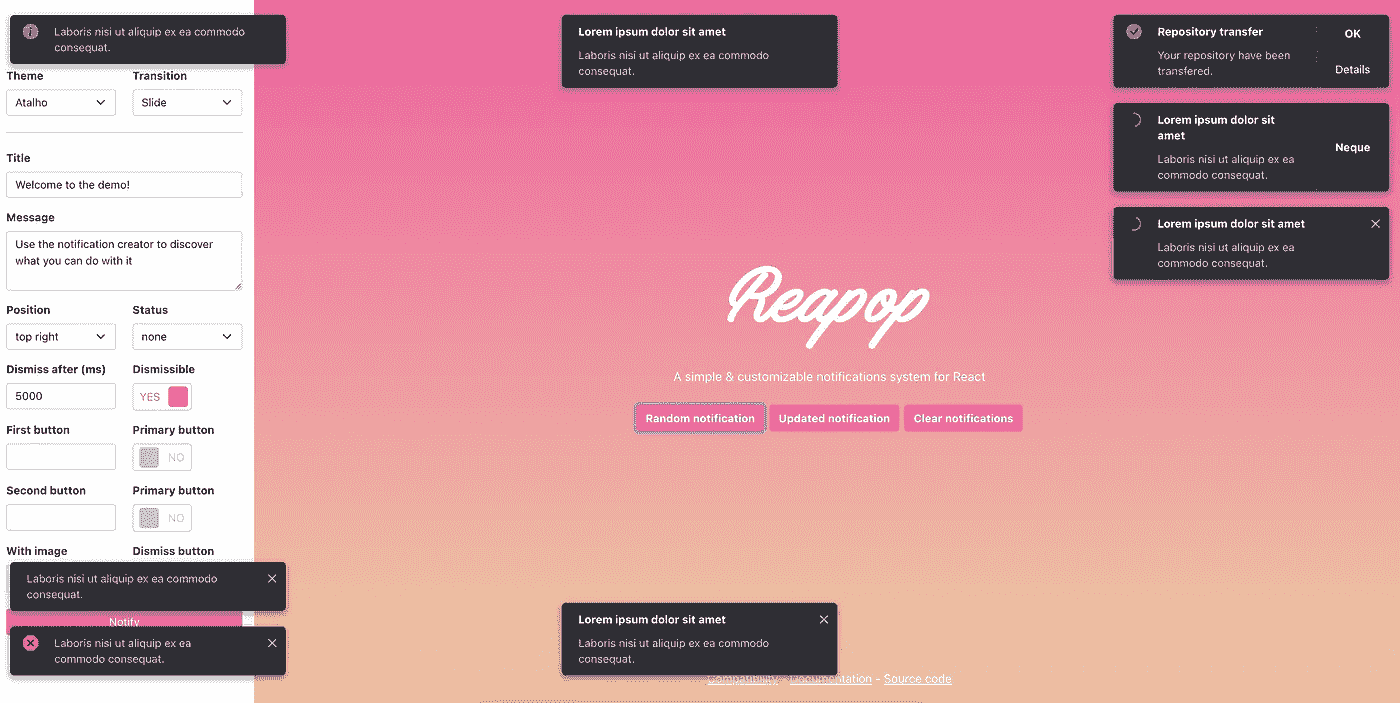 Laboris nisi ut aliquip ex ea commodo
consequat.
Theme
Transition
Atalho
Slide
Title
Welcome to the demo!
Message
Use the notification creator to discover
what you can do with it
Position
Status
top right
none
Dismiss after (ms)
Dismissible
5000
YES
First button
Primary button
NO
Second button
Primary button
NO
With image
Dismiss button
Laboris nisi ut aliquip ex ea commodo
consequat.
Notify
Laboris nisi ut aliquip ex ea
commodo consequat.
Lorem ipsum dolor sit amet
Laboris nisi ut aliquip ex ea commodo
consequat.
Reapop
A simple & customizable notifications system for React
Random notification
Updated notification
Clear notifications
Lorem ipsum dolor sit amet
Laboris nisi ut aliquip ex ea commodo
consequat.
Compatibility - Documentation - Source code
Repository transfer
Your repository have been
transfered.
OK
Details
Lorem ipsum dolor sit
amet
Laboris nisi ut aliquip ex ea
commodo consequat.
Neque
Lorem ipsum dolor sit amet
Laboris nisi ut aliquip ex ea
commodo consequat.